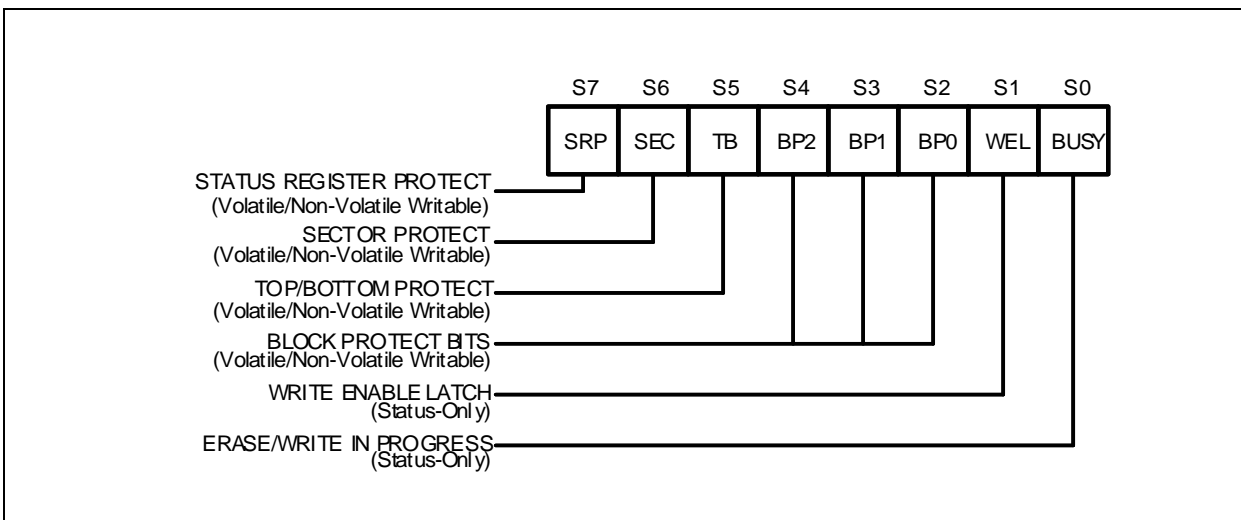 S7 S6 S5 S4 S3 S2 S1 S0
SRP SEC TB BP2 BP1 BP0 WEL BUSY
STATUS REGISTER PROTECT
(Volatile/Non-Volatile Writable)
SECTOR PROTECT
(Volatile/Non-Volatile Writable)
TOP/BOTTOM PROTECT
(Volatile/Non-Volatile Writable)
BLOCK PROTECT BITS
(Volatile/Non-Volatile Writable)
WRITE ENABLE LATCH
(Status-Only)
ERASE/WRITE IN PROGRESS
(Status-Only)